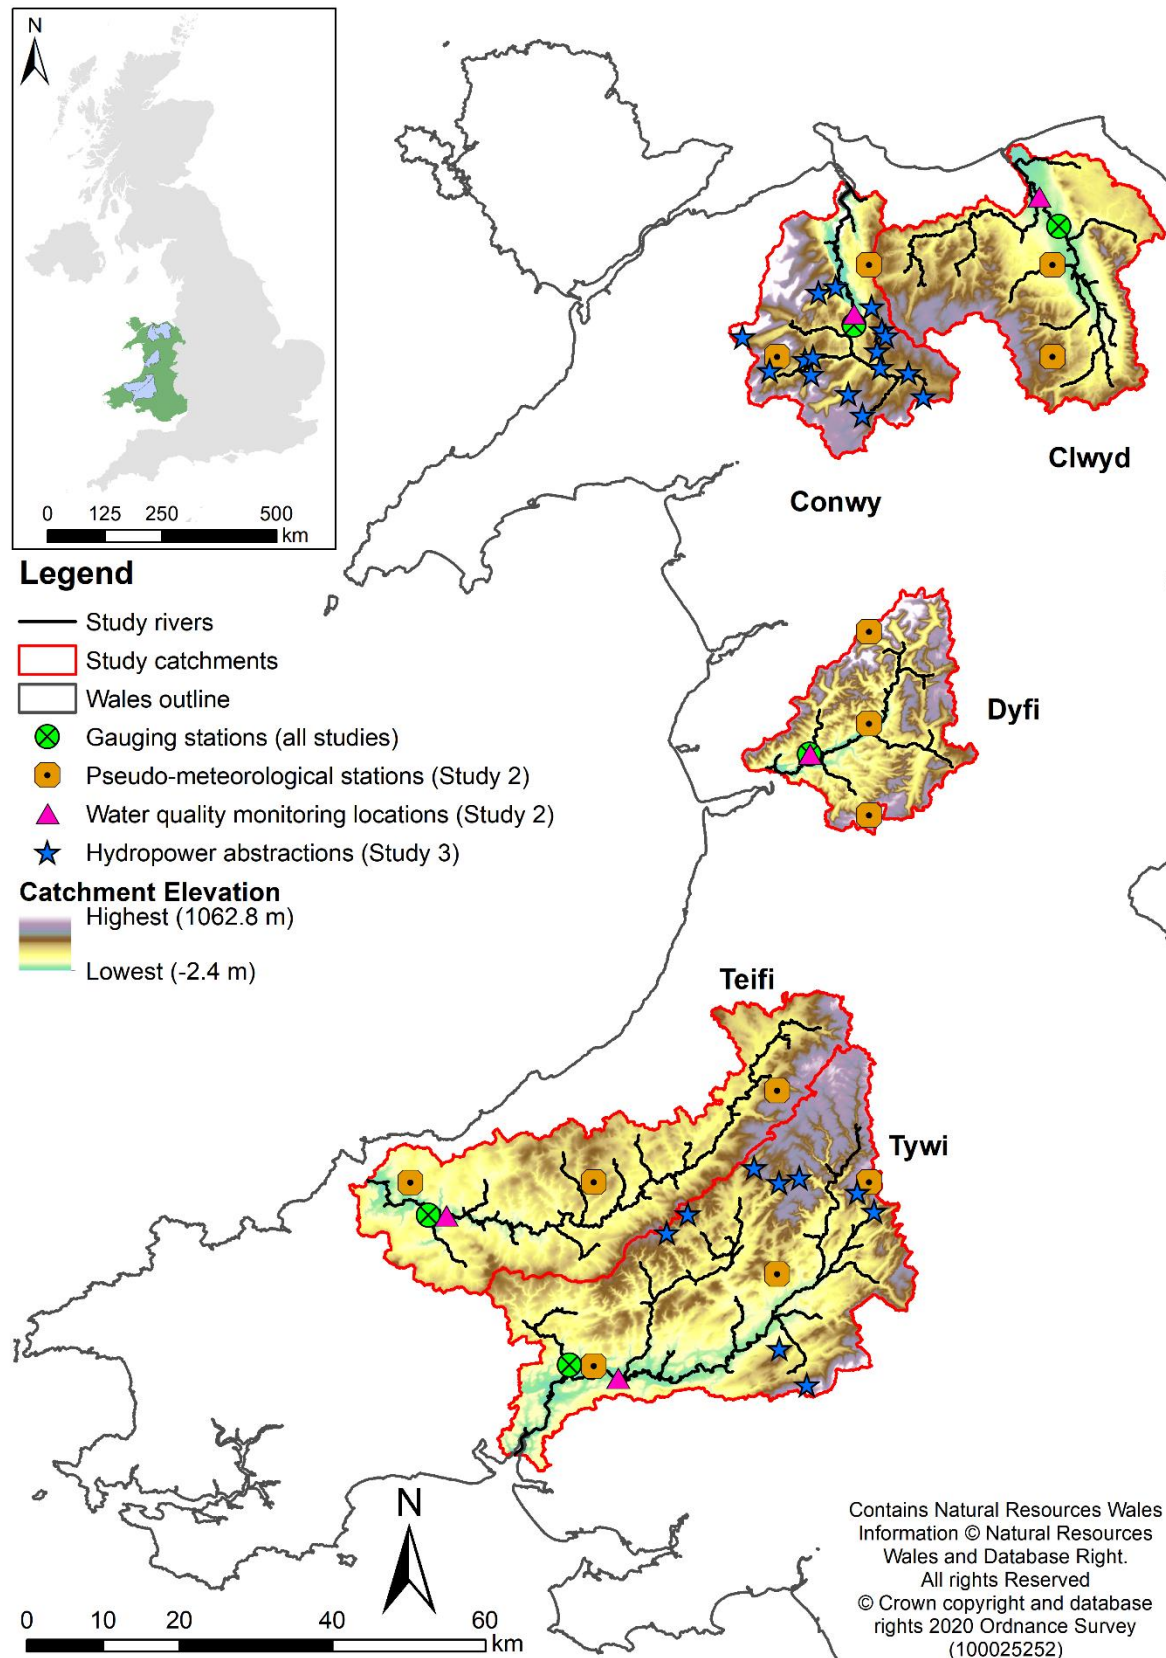 N
0 125 250 500
km
Legend
Study rivers
Study catchments
Wales outline
Gauging stations (all studies)
Pseudo-meteorological stations (Study 2)
Water quality monitoring locations (Study 2)
Hydropower abstractions (Study 3)
Catchment Elevation
Highest (1062.8 m)
Lowest (-2.4 m)
Clwyd
Conwy
Dyfi
Teifi
Tywi
N
0 10 20 40 60
km
Contains Natural Resources Wales
Information © Natural Resources
Wales and Database Right.
All rights Reserved
© Crown copyright and database
rights 2020 Ordnance Survey
(100025252)